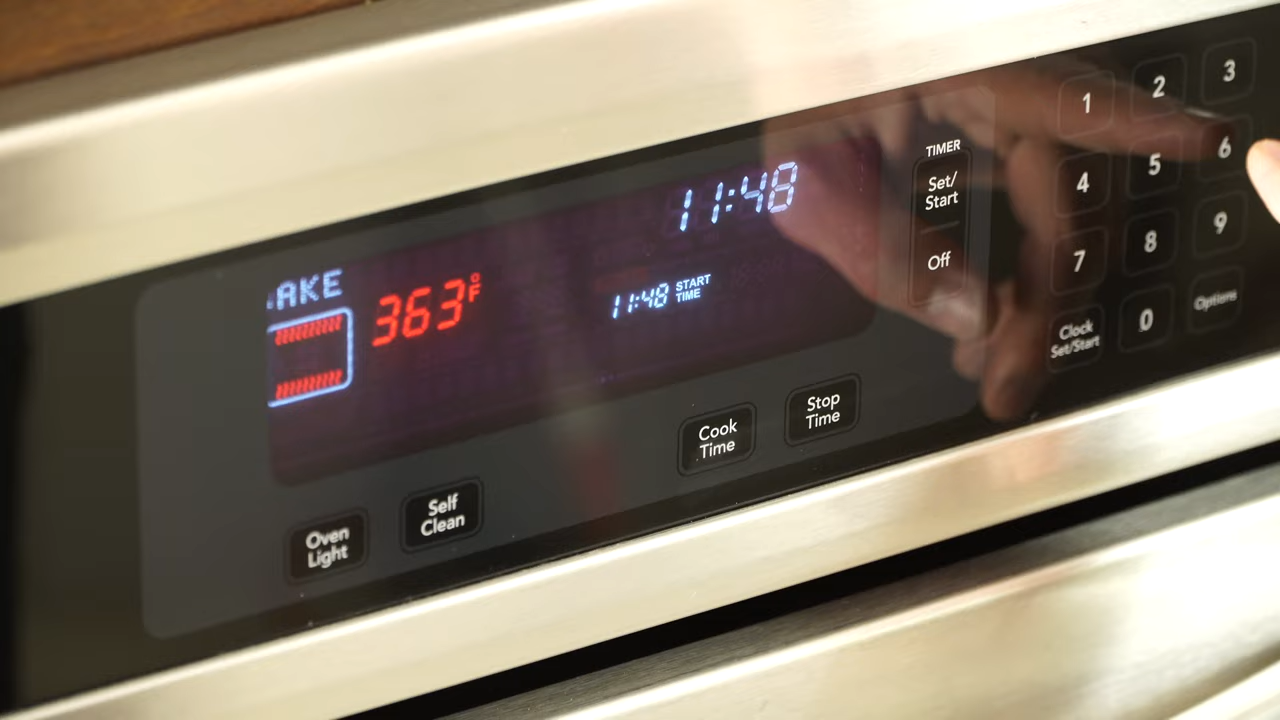 11:48
AKE
363°F
11:48 START
TIME
TIMER
Set/
Start
Off
1 2 3
4 5 6
7 8 9
Clock
Set/Start
0
Options
Cook
Time
Stop
Time
Self
Clean
Oven
Light